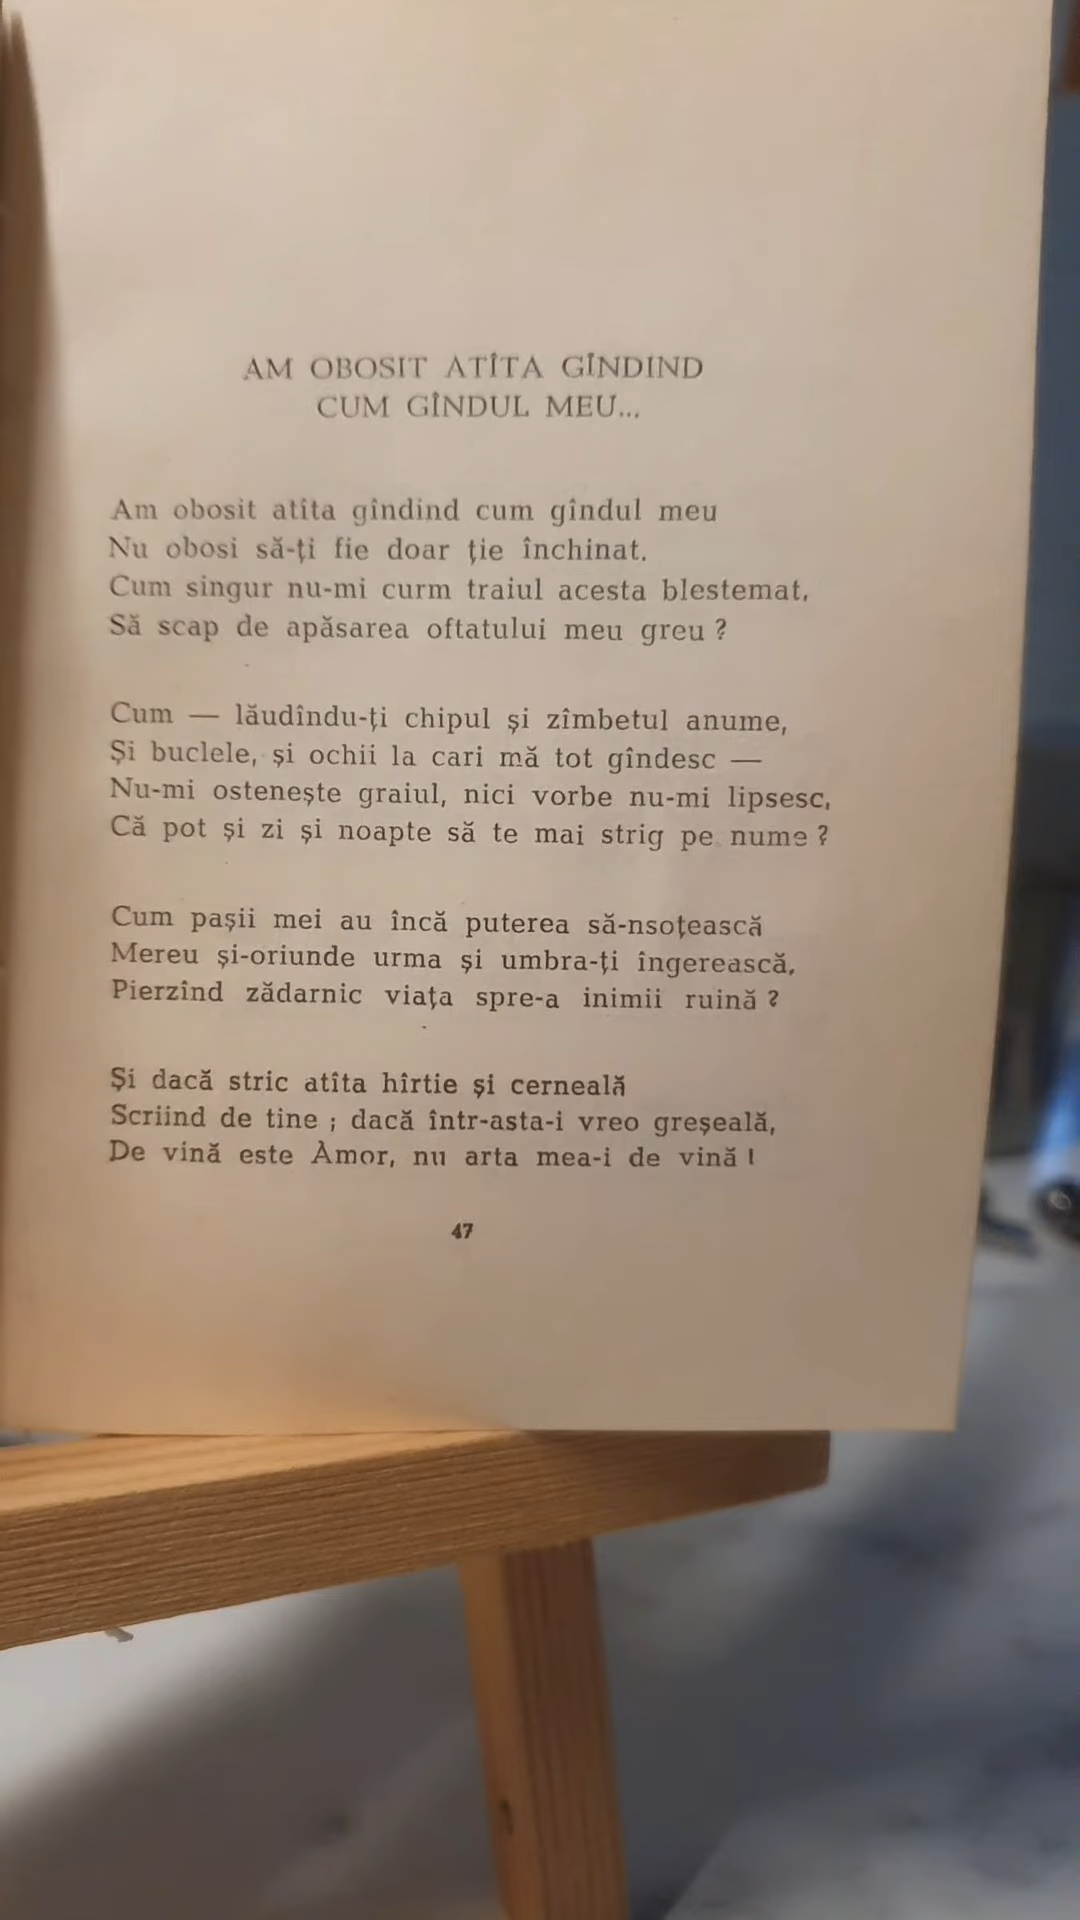 AM OBOSIT ATÎTA GÎNDIND
CUM GÎNDUL MEU...
Am obosit atîta gîndind cum gîndul meu
Nu obosi să-ți fie doar ție închinat.
Cum singur nu-mi curm traiul acesta blestemat,
Să scap de apăsarea oftatului meu greu ?
Cum — lăudîndu-ți chipul și zîmbetul anume,
Și buclele, și ochii la cari mă tot gîndesc —
Nu-mi ostenește graiul, nici vorbe nu-mi lipsesc,
Că pot și zi și noapte să te mai strig pe nume ?
Cum pașii mei au încă puterea să-nsoțească
Mereu și-oriunde urma și umbra-ți îngerească,
Pierzînd zădarnic viața spre-a inimii ruină ?
Și dacă stric atîta hîrtie și cerneală
Scriind de tine ; dacă într-asta-i vreo greșeală,
De vină este Amor, nu arta mea-i de vină !
47